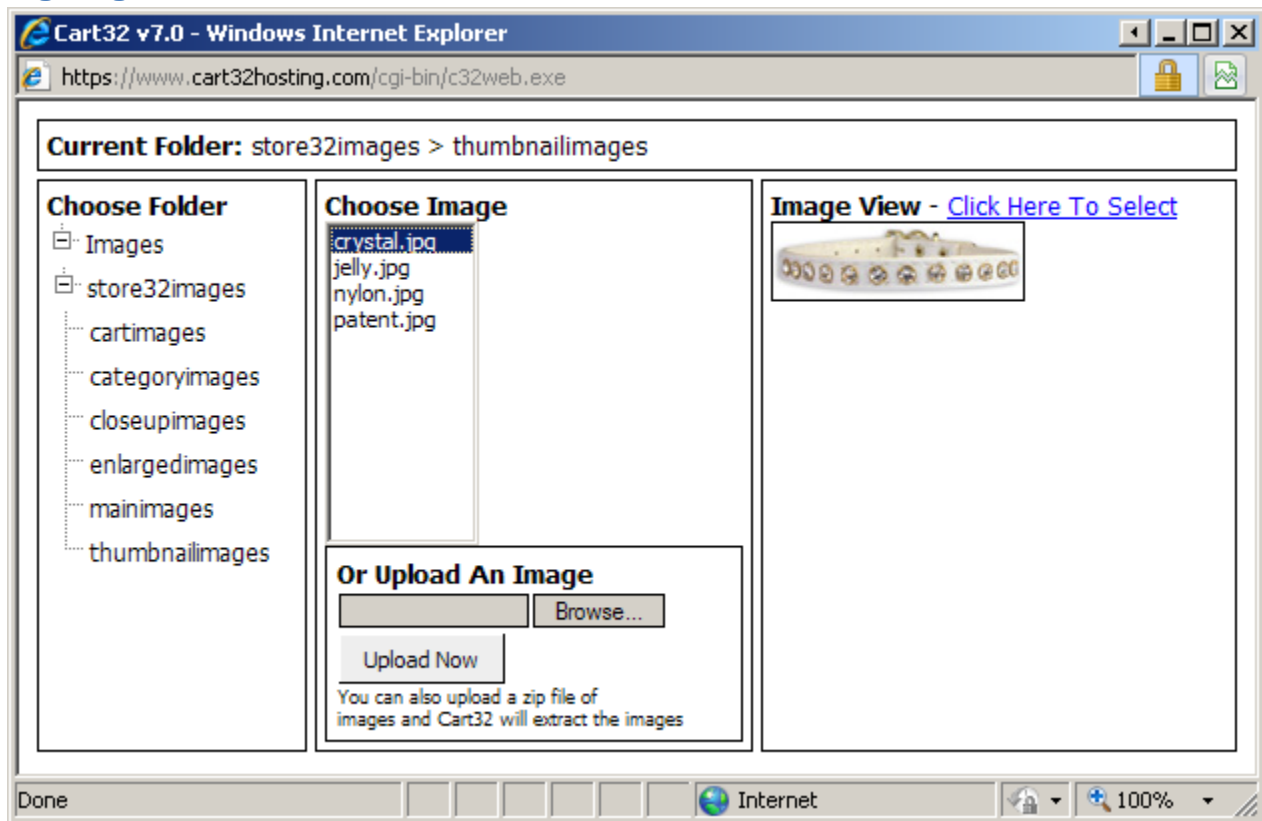 Cart32 v7.0 - Windows Internet Explorer
https://www.cart32hosting.com/cgi-bin/c32web.exe
Current Folder: store32images > thumbnailimages
Choose Folder
Images
store32images
cartimages
categoryimages
closeupimages
enlargedimages
mainimages
thumbnailimages
Choose Image
crystal.jpg
jelly.jpg
nylon.jpg
patent.jpg
Or Upload An Image
Browse...
Upload Now
You can also upload a zip file of
images and Cart32 will extract the images
Image View - Click Here To Select
Done
Internet
100%